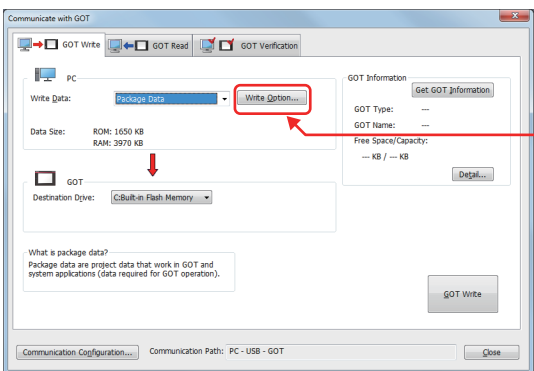 Communicate with GOT
GOT Write
GOT Read
GOT Verification
PC
Write Data:
Package Data
Write Option...
Data Size:
ROM: 1650 KB
RAM: 3970 KB
GOT
Destination Drive:
C:Built-in Flash Memory
What is package data?
Package data are project data that work in GOT and
system applications (data required for GOT operation).
GOT Information
Get GOT Information
GOT Type: ---
GOT Name: ---
Free Space/Capacity:
--- KB / --- KB
Detail...
GOT Write
Communication Configuration...
Communication Path: PC - USB - GOT
Close